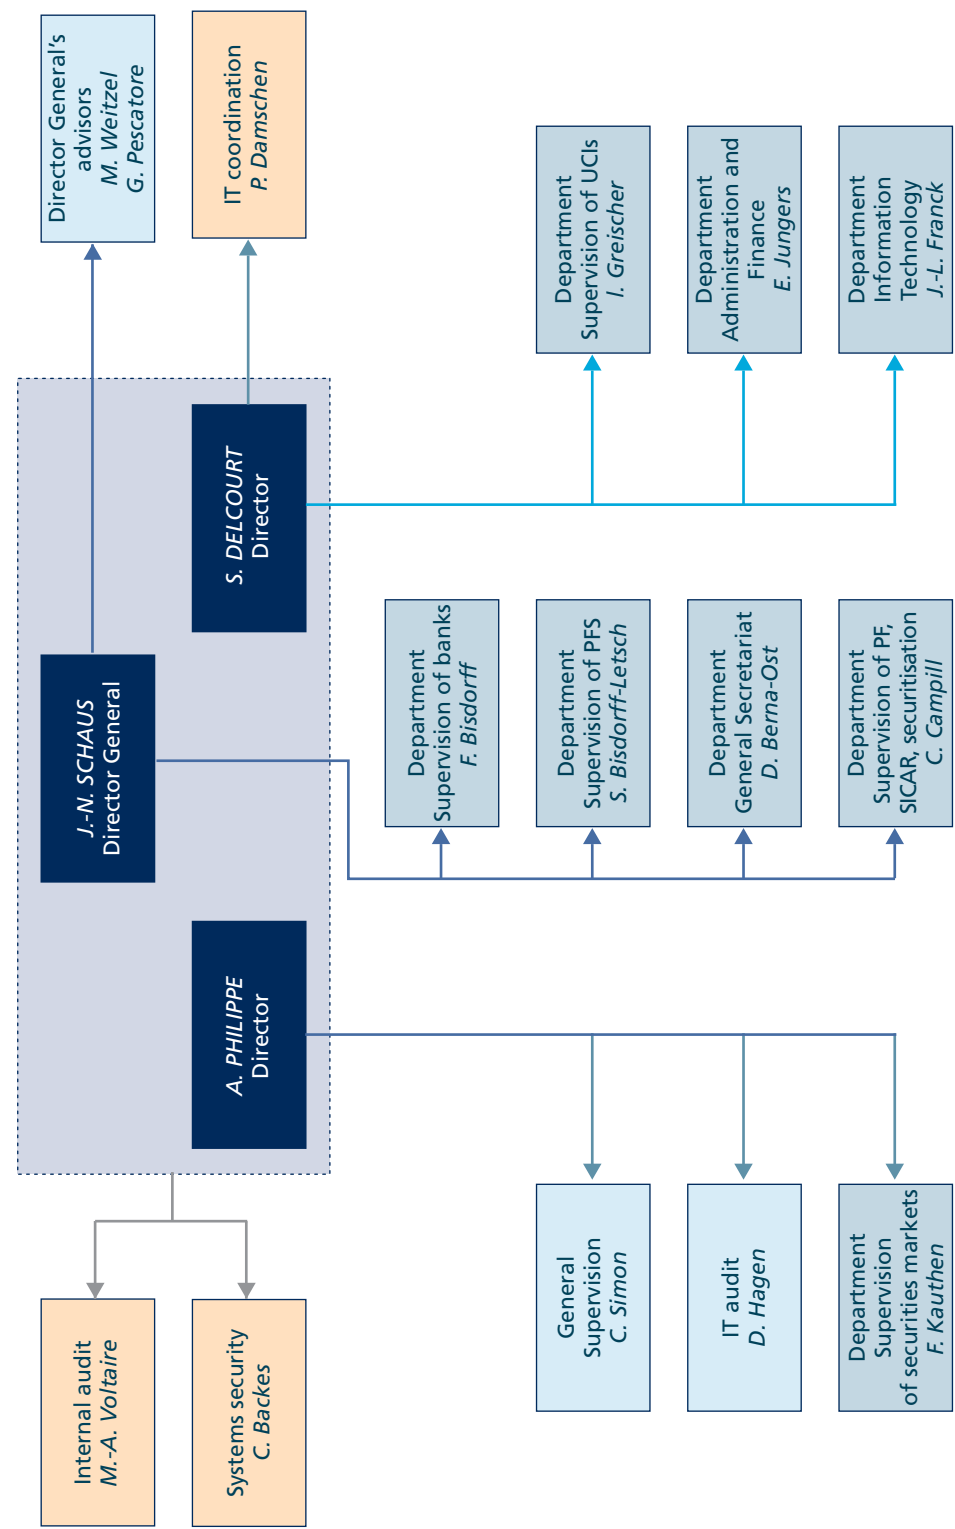 Internal audit
M.-A. Voltaire
Systems security
C. Backes
J.-N. SCHAUS
Director General
A. PHILIPPE
Director
S. DELCOURT
Director
Director General's
advisors
M. Weitzel
G. Pescatore
IT coordination
P. Damschen
General
Supervision
C. Simon
IT audit
D. Hagen
Department
Supervision
of securities markets
F. Kauthen
Department
Supervision of banks
F. Bisdorff
Department
Supervision of PFS
S. Bisdorff-Letsch
Department
General Secretariat
D. Berna-Ost
Department
Supervision of PF,
SICAR, securitisation
C. Campill
Department
Supervision of UCIs
I. Greischer
Department
Administration and
Finance
E. Jungers
Department
Information
Technology
J.-L. Franck